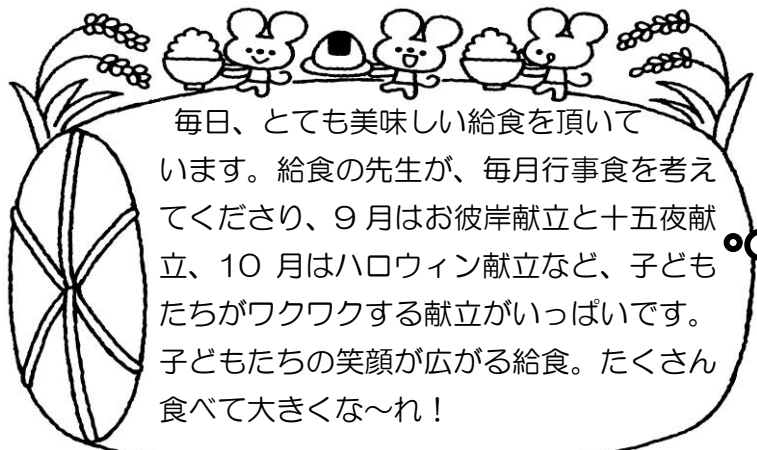 毎日、とても美味しい給食を頂いて
います。給食の先生が、毎月行事食を考え
てくださり、9月はお彼岸献立と十五夜献
立、10 月はハロウィン献立など、子ども
たちがワクワクする献立がいっぱいです。
子どもたちの笑顔が広がる給食。たくさん
食べて大きくな～れ！